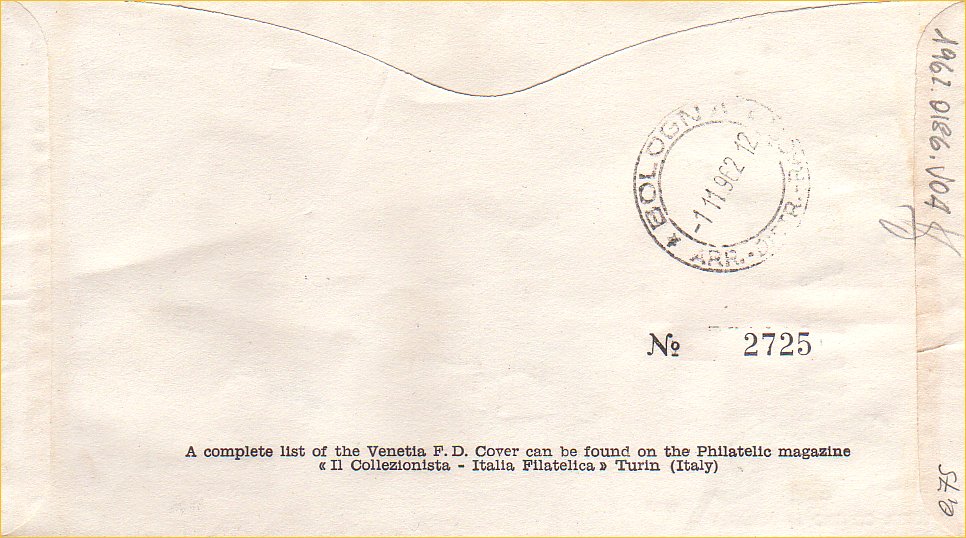 BOLOGNA
-1 11 962 12
ARR.
1962.0186.V04
№ 2725
A complete list of the Venetia F. D. Cover can be found on the Philatelic magazine
« Il Collezionista - Italia Filatelica » Turin (Italy)